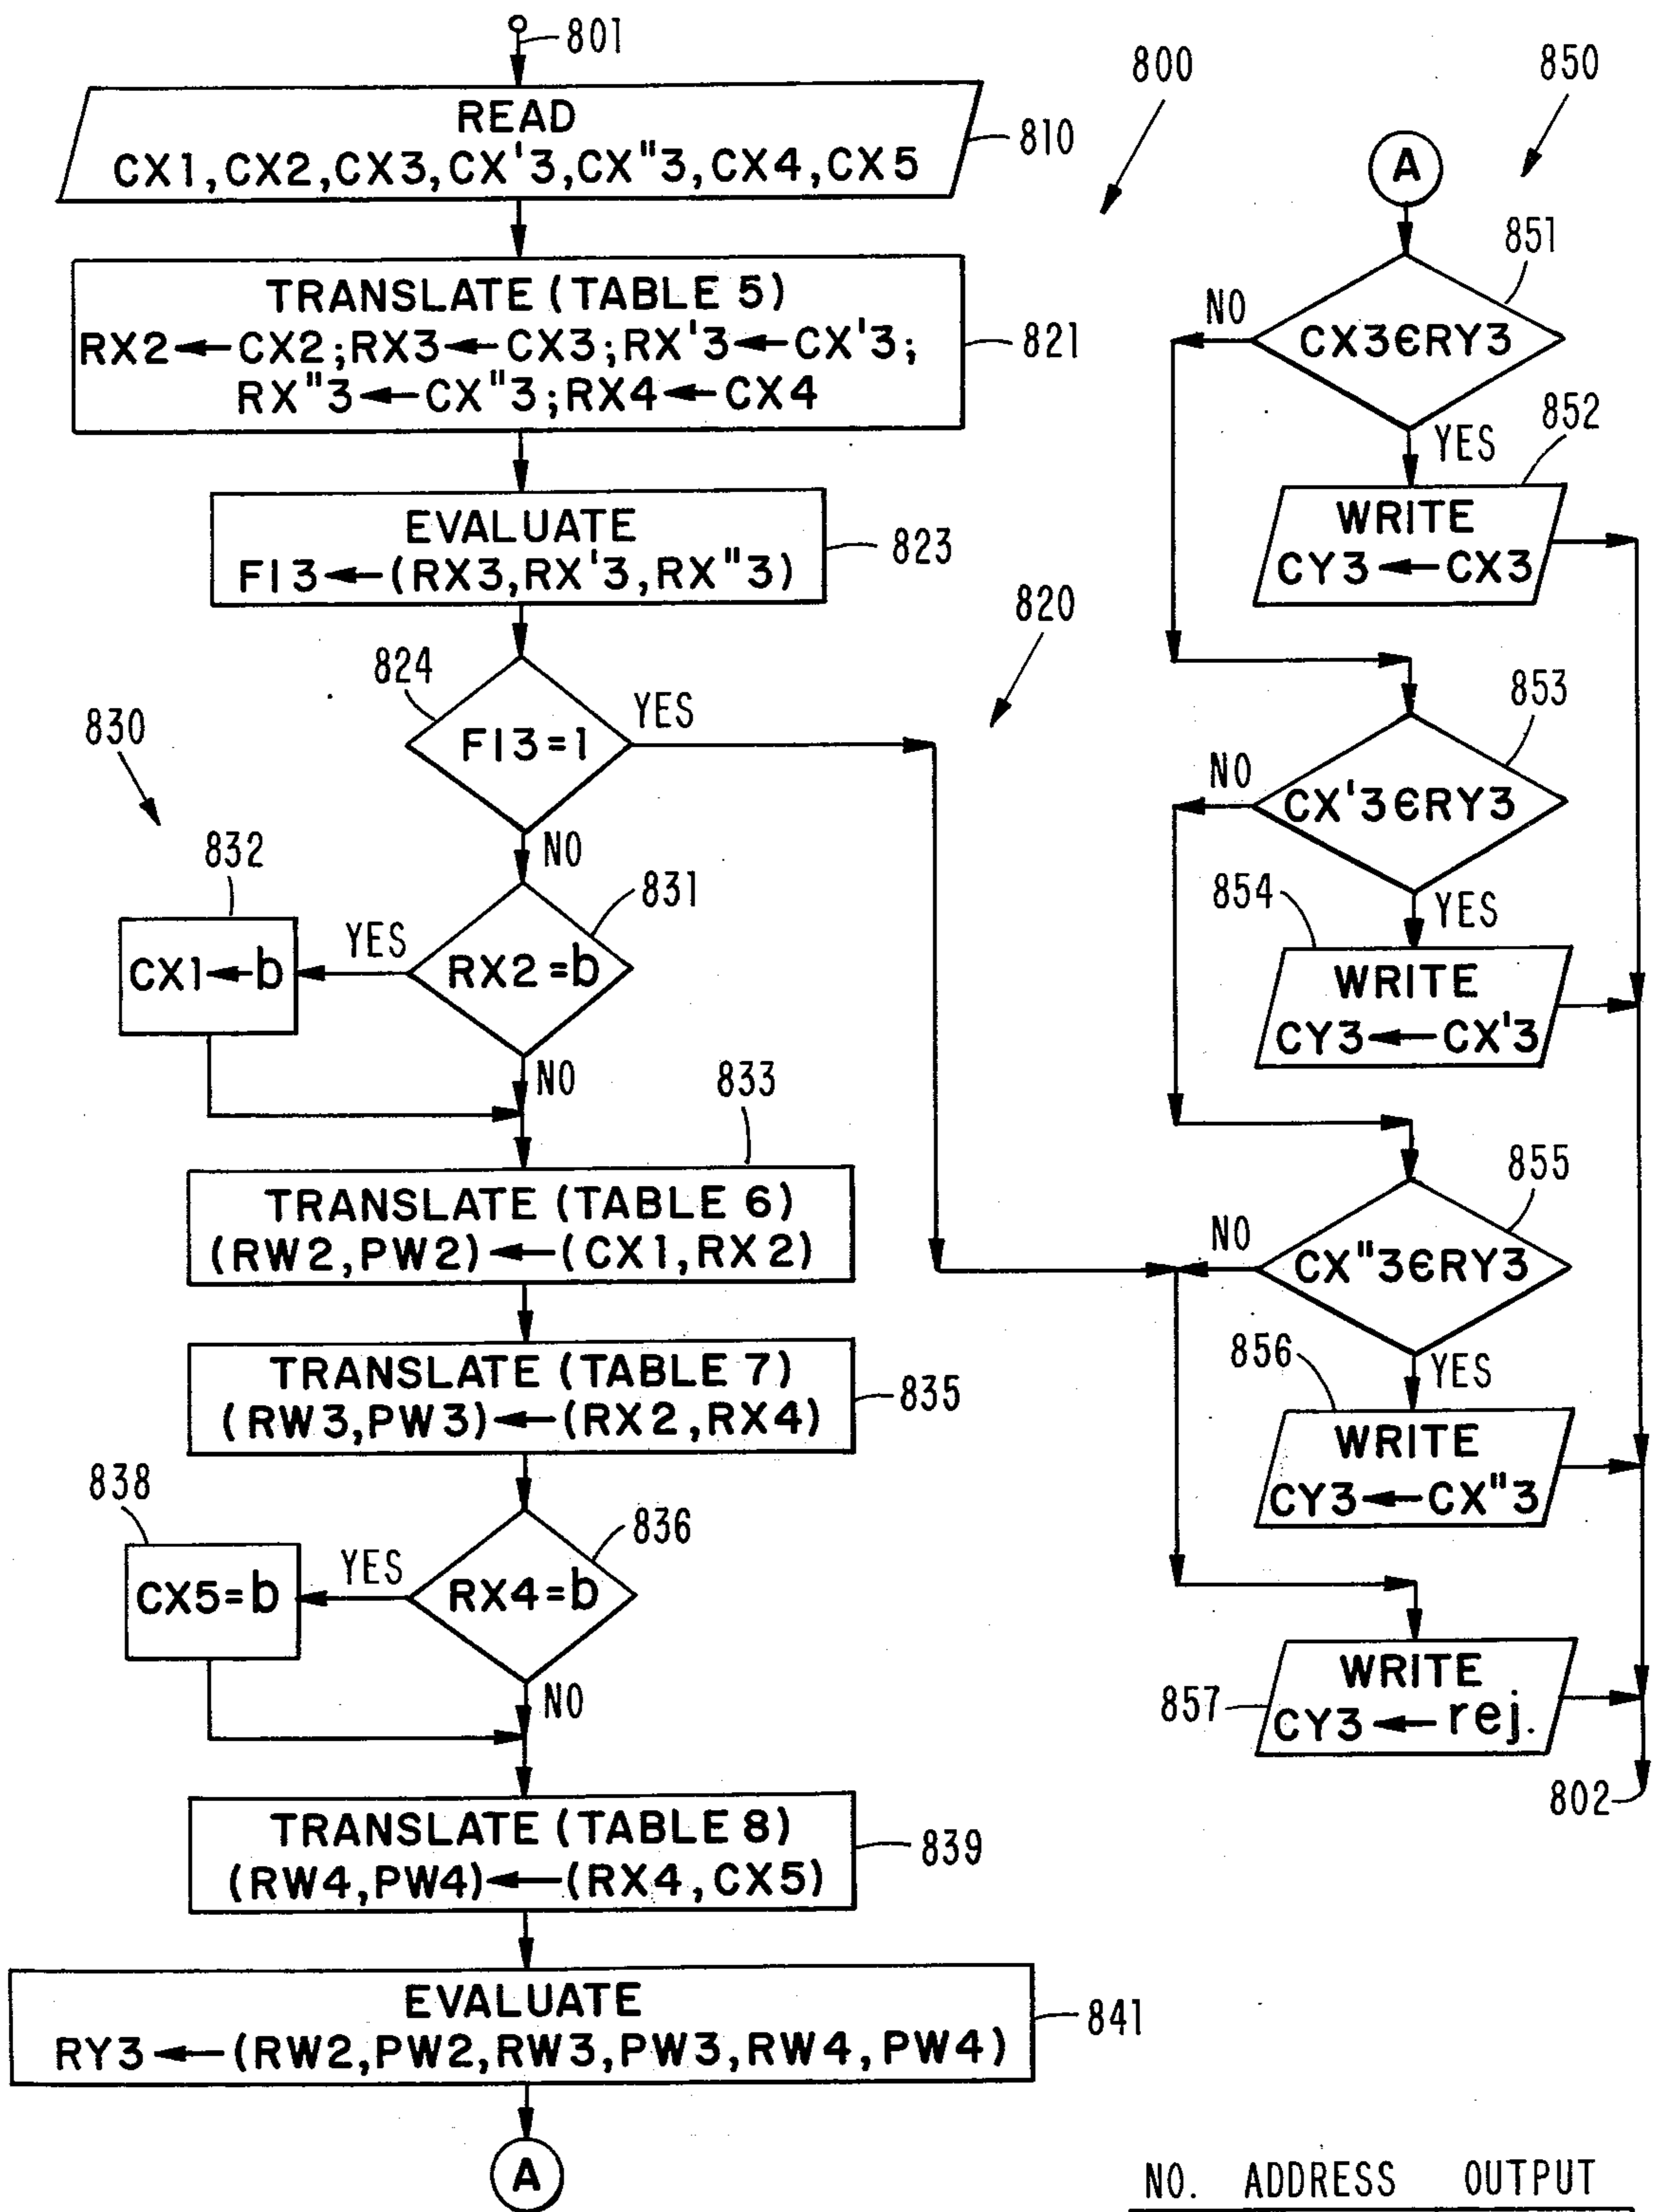 801
READ
CX1,CX2,CX3,CX'3,CX"3,CX4,CX5
810
TRANSLATE (TABLE 5)
RX2←CX2;RX3←CX3;RX'3←CX'3;
RX"3←CX"3;RX4←CX4
821
EVALUATE
FI3←(RX3,RX'3,RX"3)
823
824
FI3=1
YES
NO
820
830
831
RX2=b
YES
NO
832
CX1←b
833
TRANSLATE (TABLE 6)
(RW2,PW2)←(CX1,RX2)
TRANSLATE (TABLE 7)
(RW3,PW3)←(RX2,RX4)
835
836
RX4=b
YES
NO
838
CX5=b
TRANSLATE (TABLE 8)
(RW4,PW4)←(RX4,CX5)
839
EVALUATE
RY3←(RW2,PW2,RW3,PW3,RW4,PW4)
841
A
800
850
A
851
CX3ЄRY3
NO
YES
852
WRITE
CY3←CX3
853
CX'3ЄRY3
NO
YES
854
WRITE
CY3←CX'3
855
CX"3ЄRY3
NO
YES
856
WRITE
CY3←CX"3
857
WRITE
CY3←rej.
802
NO. ADDRESS OUTPUT